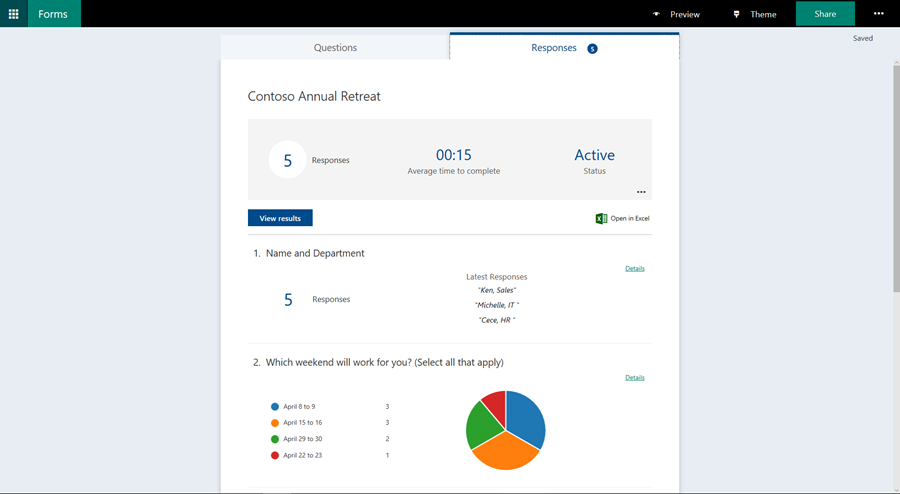 Forms
Preview
Theme
Share
Saved
Questions
Responses 5
Contoso Annual Retreat
5 Responses
00:15
Average time to complete
Active
Status
View results
Open in Excel
1. Name and Department
Details
5 Responses
Latest Responses
"Ken, Sales"
"Michelle, IT "
"Cece, HR "
2. Which weekend will work for you? (Select all that apply)
Details
April 8 to 9 3
April 15 to 16 3
April 29 to 30 2
April 22 to 23 1